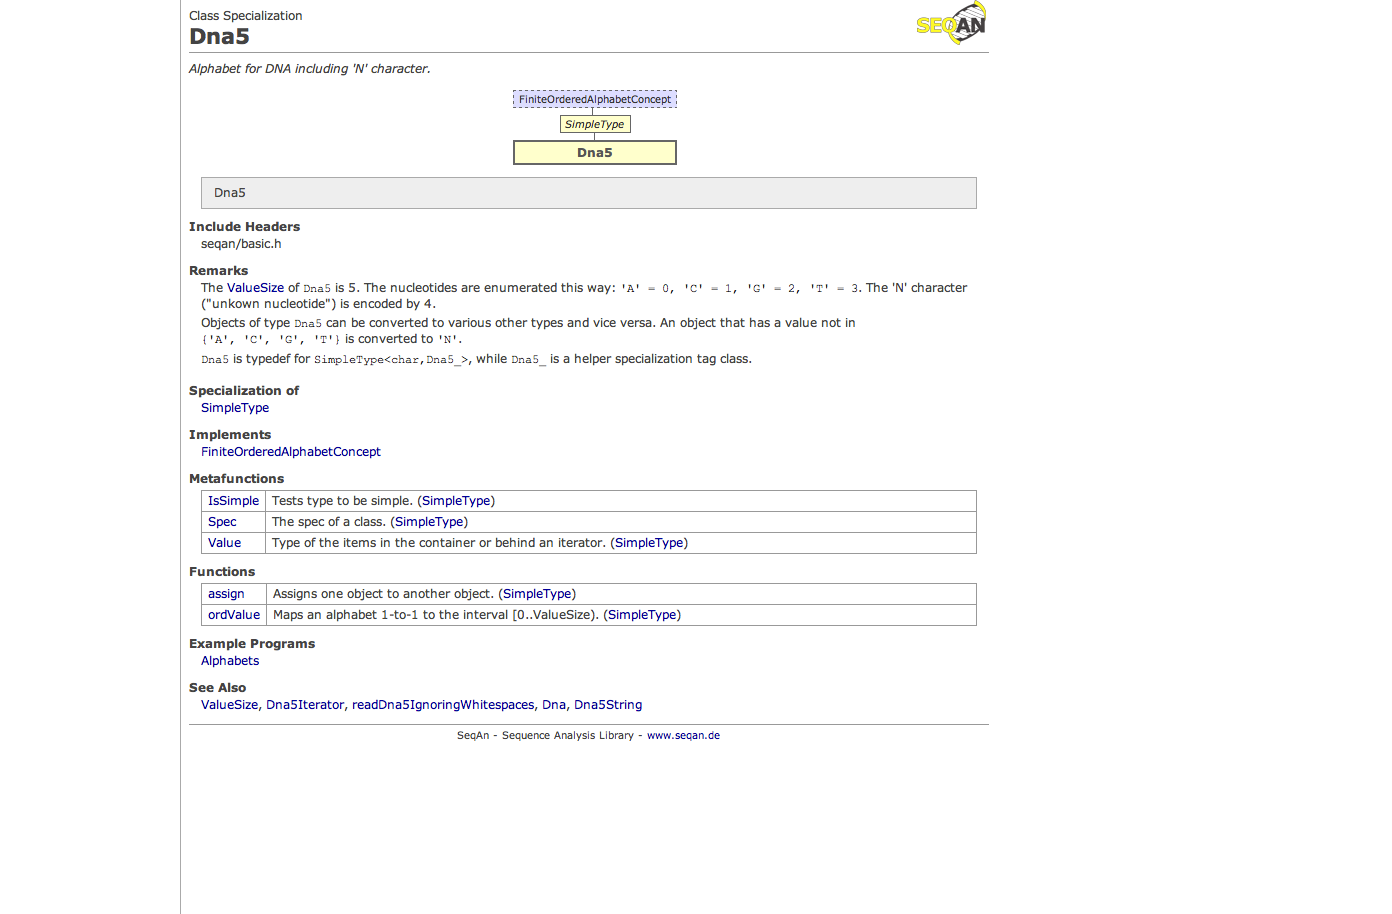 Class Specialization
Dna5
SEQAN
Alphabet for DNA including 'N' character.
FiniteOrderedAlphabetConcept
SimpleType
Dna5
Dna5
Include Headers
seqan/basic.h
Remarks
The ValueSize of Dna5 is 5. The nucleotides are enumerated this way: 'A' = 0, 'C' = 1, 'G' = 2, 'T' = 3. The 'N' character
("unkown nucleotide") is encoded by 4.
Objects of type Dna5 can be converted to various other types and vice versa. An object that has a value not in
{'A', 'C', 'G', 'T'} is converted to 'N'.
Dna5 is typedef for SimpleType<char,Dna5_>, while Dna5_ is a helper specialization tag class.
Specialization of
SimpleType
Implements
FiniteOrderedAlphabetConcept
Metafunctions
IsSimple Tests type to be simple. (SimpleType)
Spec The spec of a class. (SimpleType)
Value Type of the items in the container or behind an iterator. (SimpleType)
Functions
assign Assigns one object to another object. (SimpleType)
ordValue Maps an alphabet 1-to-1 to the interval [0..ValueSize). (SimpleType)
Example Programs
Alphabets
See Also
ValueSize, Dna5Iterator, readDna5IgnoringWhitespaces, Dna, Dna5String
SeqAn - Sequence Analysis Library - www.seqan.de